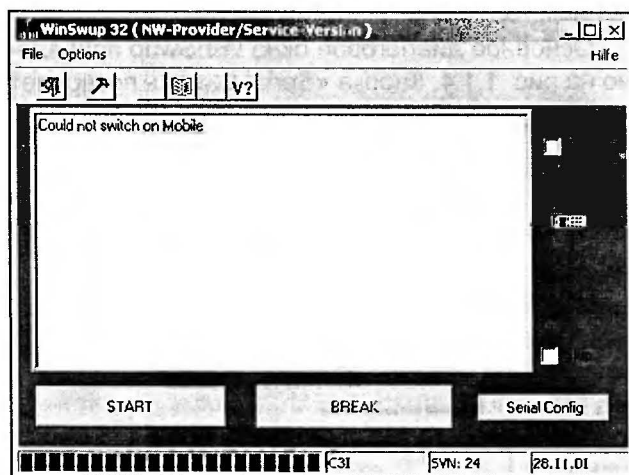 WinSwup 32 ( NW-Provider/Service-Version )
File Options Hilfe
V?
Could not switch on Mobile
START BREAK Serial Config
C3I SVN: 24 28.11.01